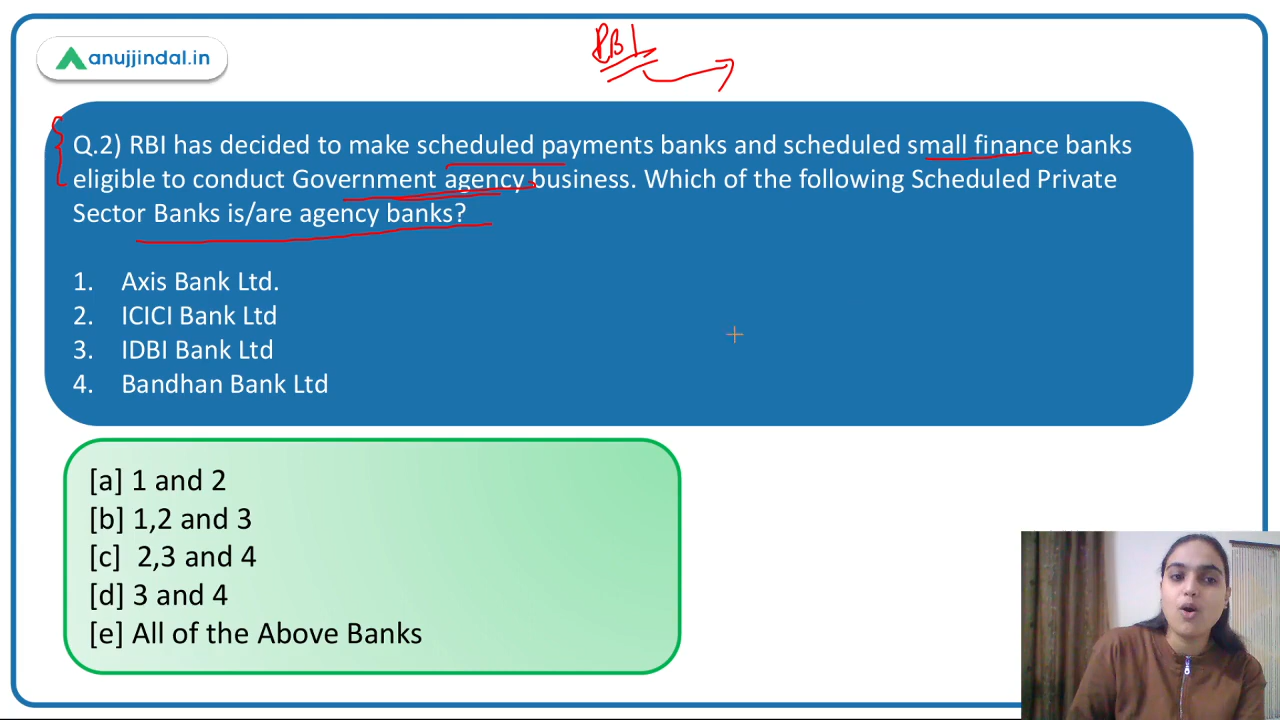 anujjindal.in
RBI
Q.2) RBI has decided to make scheduled payments banks and scheduled small finance banks
eligible to conduct Government agency business. Which of the following Scheduled Private
Sector Banks is/are agency banks?
1. Axis Bank Ltd.
2. ICICI Bank Ltd
3. IDBI Bank Ltd
4. Bandhan Bank Ltd
[a] 1 and 2
[b] 1,2 and 3
[c] 2,3 and 4
[d] 3 and 4
[e] All of the Above Banks